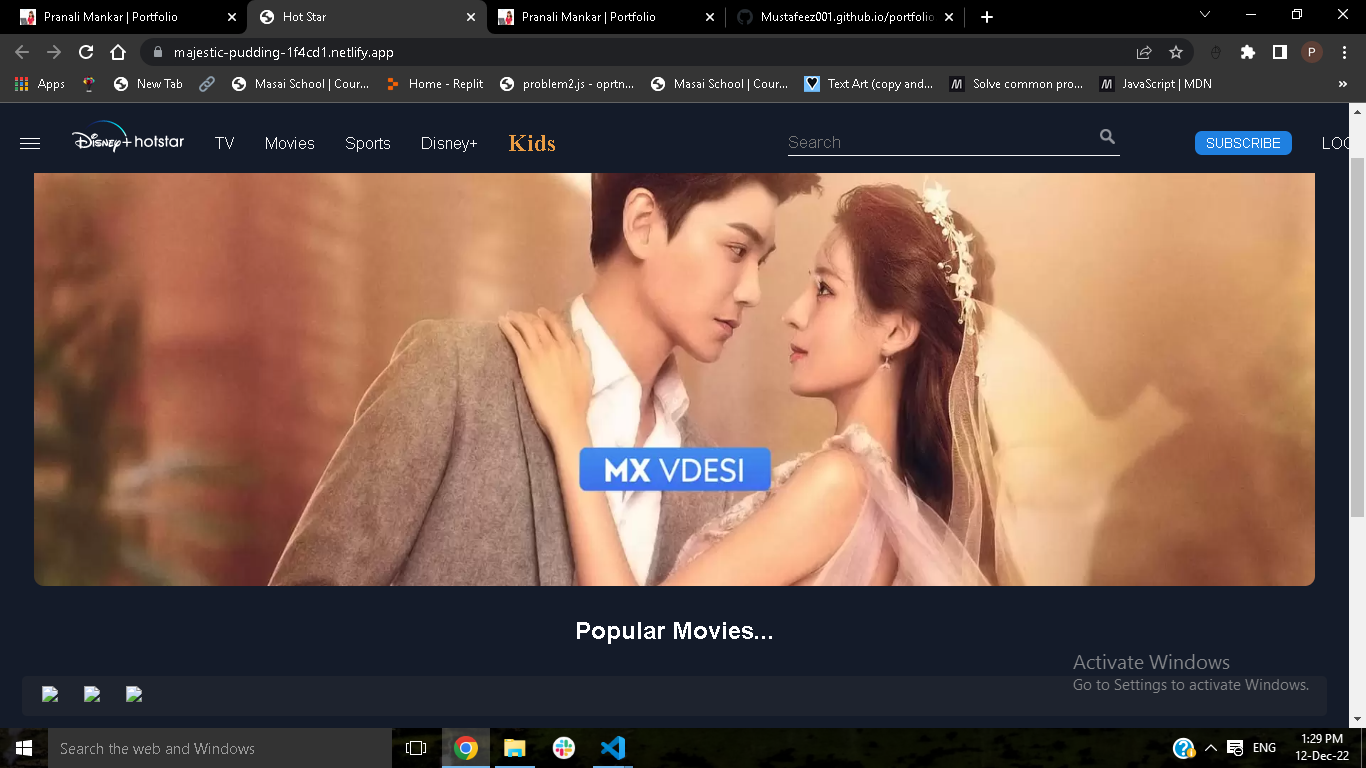 Pranali Mankar | Portfolio
Hot Star
Pranali Mankar | Portfolio
Mustafeez001.github.io/portfolio
majestic-pudding-1f4cd1.netlify.app
P
Apps
New Tab
Masai School | Cour...
Home - Replit
problem2.js - oprtn...
Masai School | Cour...
Text Art (copy and...
Solve common pro...
JavaScript | MDN
»
Disney+ hotstar
TV
Movies
Sports
Disney+
Kids
Search
SUBSCRIBE
LOG
MX VDESI
Popular Movies...
Activate Windows
Go to Settings to activate Windows.
Search the web and Windows
ENG
1:29 PM
12-Dec-22